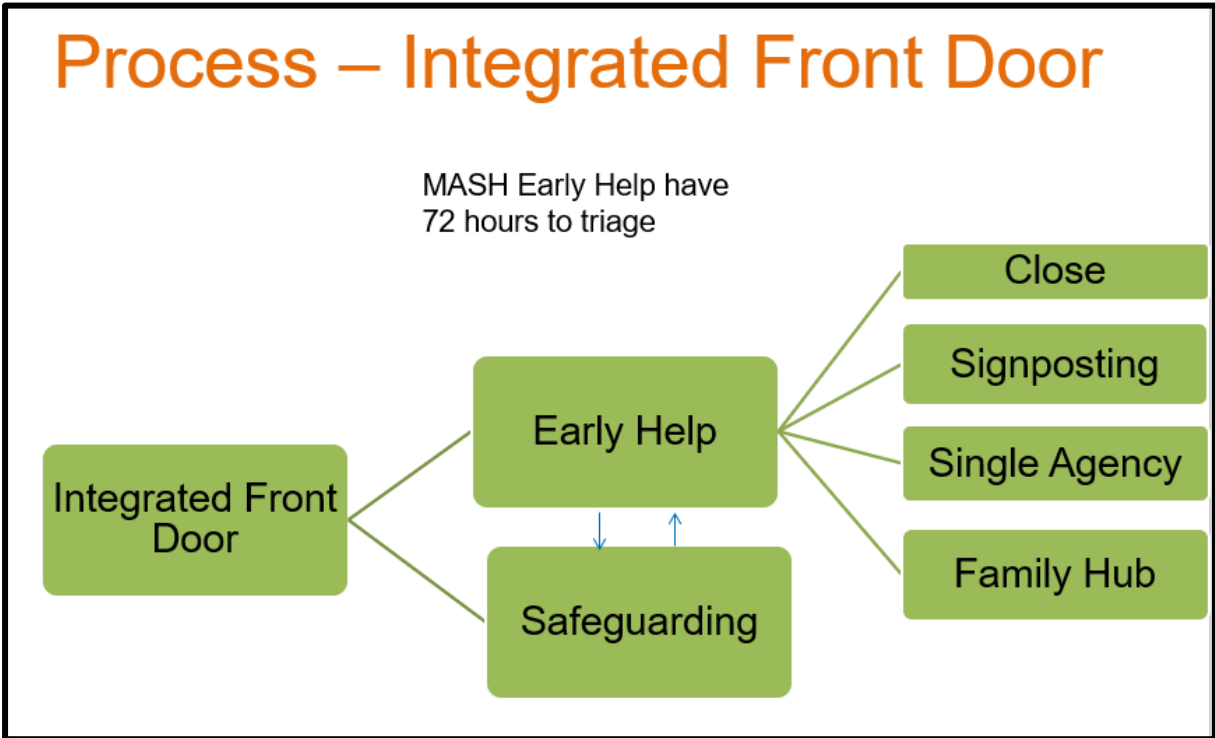 Process – Integrated Front Door
MASH Early Help have
72 hours to triage
Integrated Front
Door
Early Help
Safeguarding
Close
Signposting
Single Agency
Family Hub